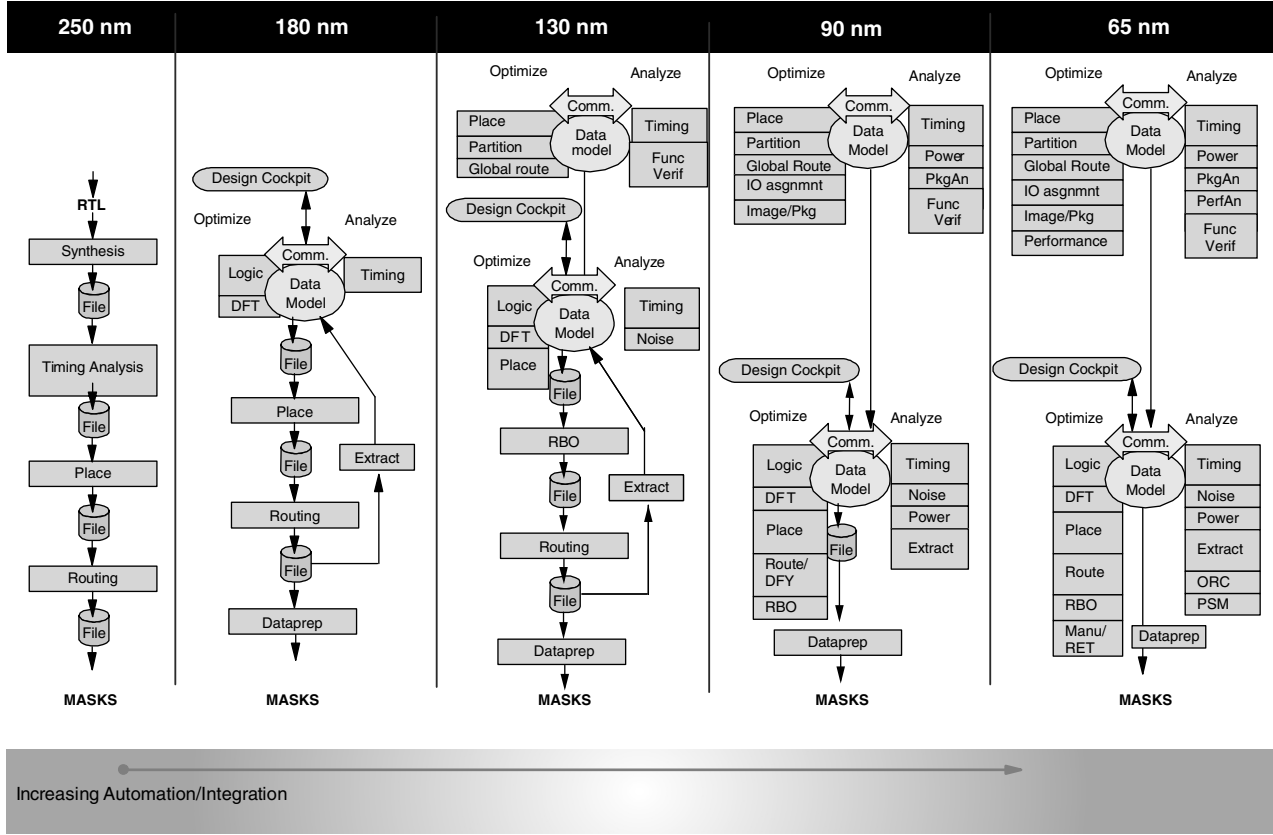 250 nm
180 nm
130 nm
90 nm
65 nm
RTL
Synthesis
File
Timing Analysis
File
Place
File
Routing
File
MASKS
Design Cockpit
Optimize
Analyze
Comm.
Logic
DFT
Data
Model
Timing
File
Place
File
Extract
Routing
File
Dataprep
MASKS
Optimize
Analyze
Comm.
Place
Partition
Global route
Data
model
Timing
Func
Verif
Design Cockpit
Optimize
Analyze
Comm.
Logic
DFT
Place
Data
Model
Timing
Noise
File
RBO
File
Extract
Routing
File
Dataprep
MASKS
Optimize
Analyze
Comm.
Place
Partition
Global Route
IO asgnmnt
Image/Pkg
Data
Model
Timing
Power
PkgAn
Func
Verif
Design Cockpit
Optimize
Analyze
Comm.
Logic
DFT
Place
Route/
DFY
RBO
Data
Model
Timing
Noise
Power
Extract
File
Dataprep
MASKS
Optimize
Analyze
Comm.
Place
Partition
Global Route
IO asgnmnt
Image/Pkg
Performance
Data
Model
Timing
Power
PkgAn
PerfAn
Func
Verif
Design Cockpit
Optimize
Analyze
Comm.
Logic
DFT
Place
Route
RBO
Manu/
RET
Data
Model
Timing
Noise
Power
Extract
ORC
PSM
Dataprep
MASKS
Increasing Automation/Integration